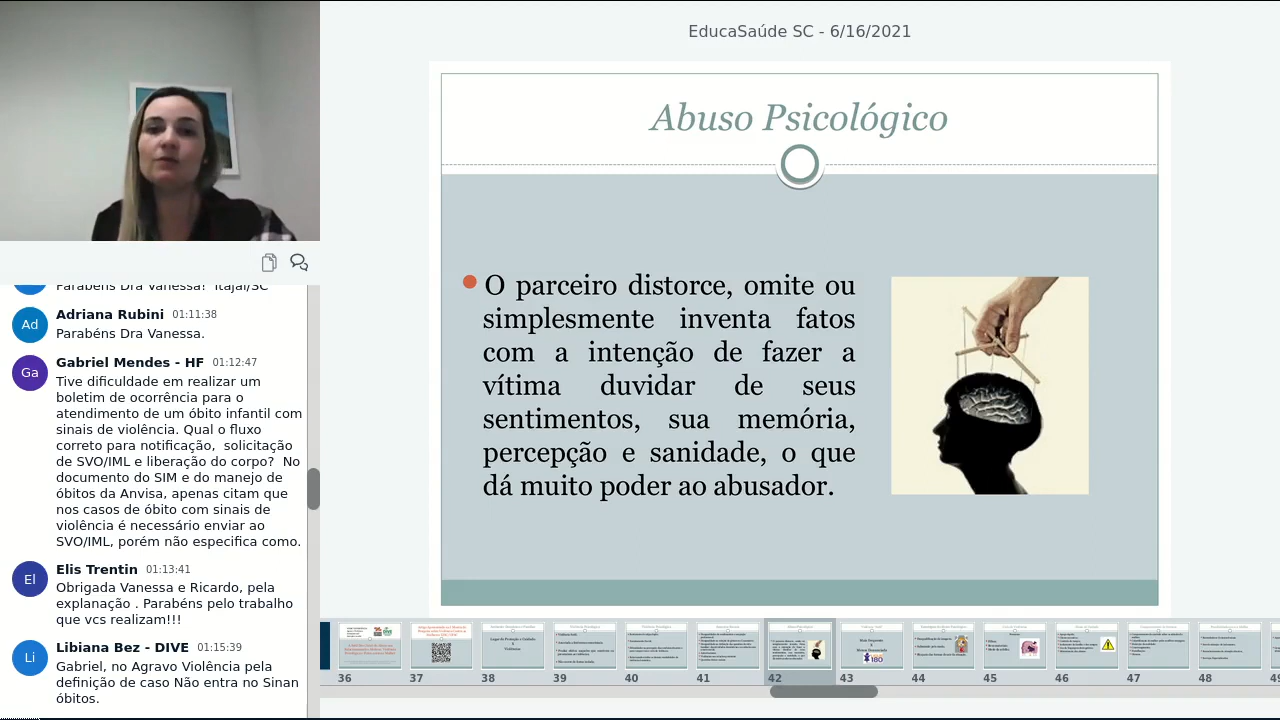 EducaSaúde SC - 6/16/2021
Abuso Psicológico
O parceiro distorce, omite ou
simplesmente inventa fatos
com a intenção de fazer a
vítima duvidar de seus
sentimentos, sua memória,
percepção e sanidade, o que
dá muito poder ao abusador.
Parabéns Dra Vanessa! Itajaí/SC
Ad
Adriana Rubini 01:11:38
Parabéns Dra Vanessa.
Ga
Gabriel Mendes - HF 01:12:47
Tive dificuldade em realizar um
boletim de ocorrência para o
atendimento de um óbito infantil com
sinais de violência. Qual o fluxo
correto para notificação, solicitação
de SVO/IML e liberação do corpo? No
documento do SIM e do manejo de
óbitos da Anvisa, apenas citam que
nos casos de óbito com sinais de
violência é necessário enviar ao
SVO/IML, porém não especifica como.
El
Elis Trentin 01:13:41
Obrigada Vanessa e Ricardo, pela
explanação . Parabéns pelo trabalho
que vcs realizam!!!
Li
Libiana Bez - DIVE 01:15:39
Gabriel, no Agravo Violência pela
definição de caso Não entra no Sinan
óbitos.
180
36 37 38 39 40 41 42 43 44 45 46 47 48 49